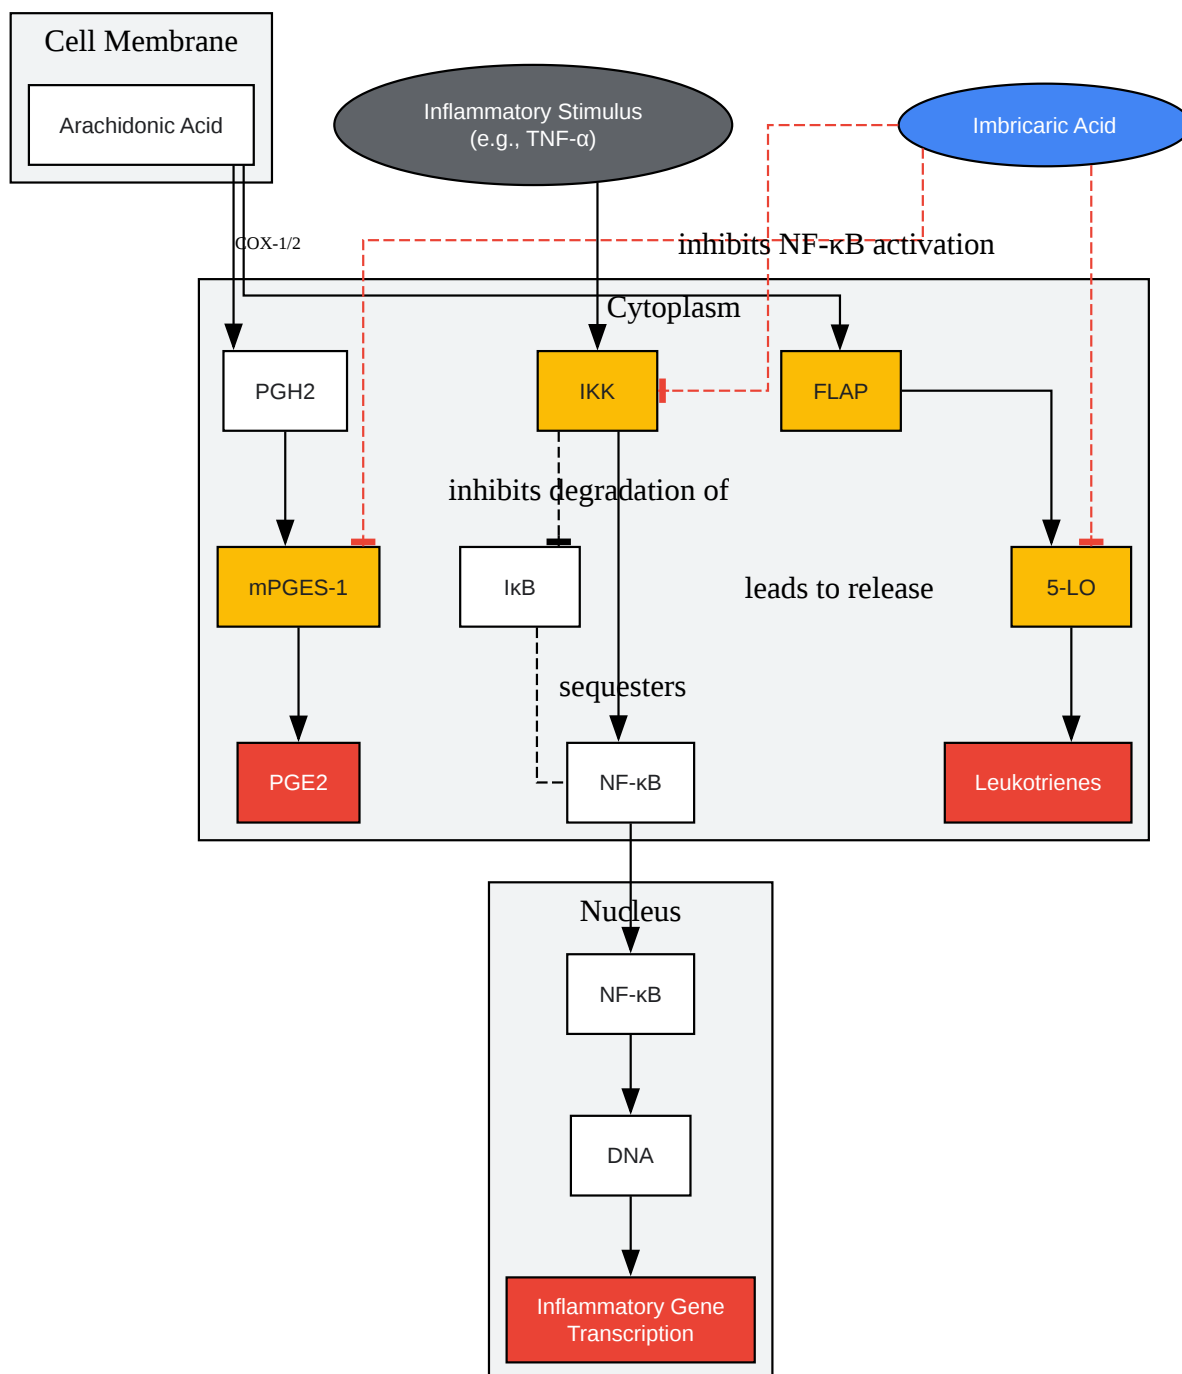 Cell Membrane
Arachidonic Acid
Inflammatory Stimulus
(e.g., TNF-α)
Imbricaric Acid
COX-1/2
inhibits NF-κB activation
Cytoplasm
PGH2
IKK
FLAP
inhibits degradation of
mPGES-1
IκB
leads to release
5-LO
sequesters
PGE2
NF-κB
Leukotrienes
Nucleus
NF-κB
DNA
Inflammatory Gene
Transcription